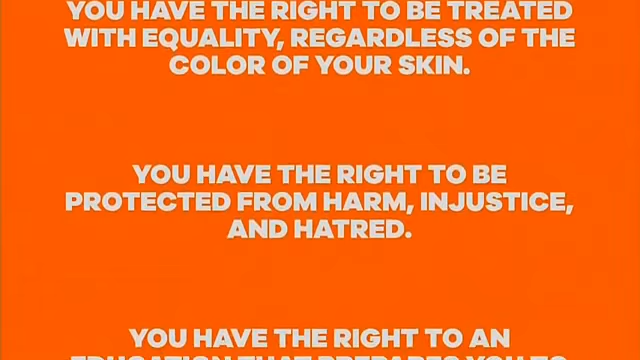 YOU HAVE THE RIGHT TO BE TREATED
WITH EQUALITY, REGARDLESS OF THE
COLOR OF YOUR SKIN.
YOU HAVE THE RIGHT TO BE
PROTECTED FROM HARM, INJUSTICE,
AND HATRED.
YOU HAVE THE RIGHT TO AN
EDUCATION THAT PREPARES YOU TO